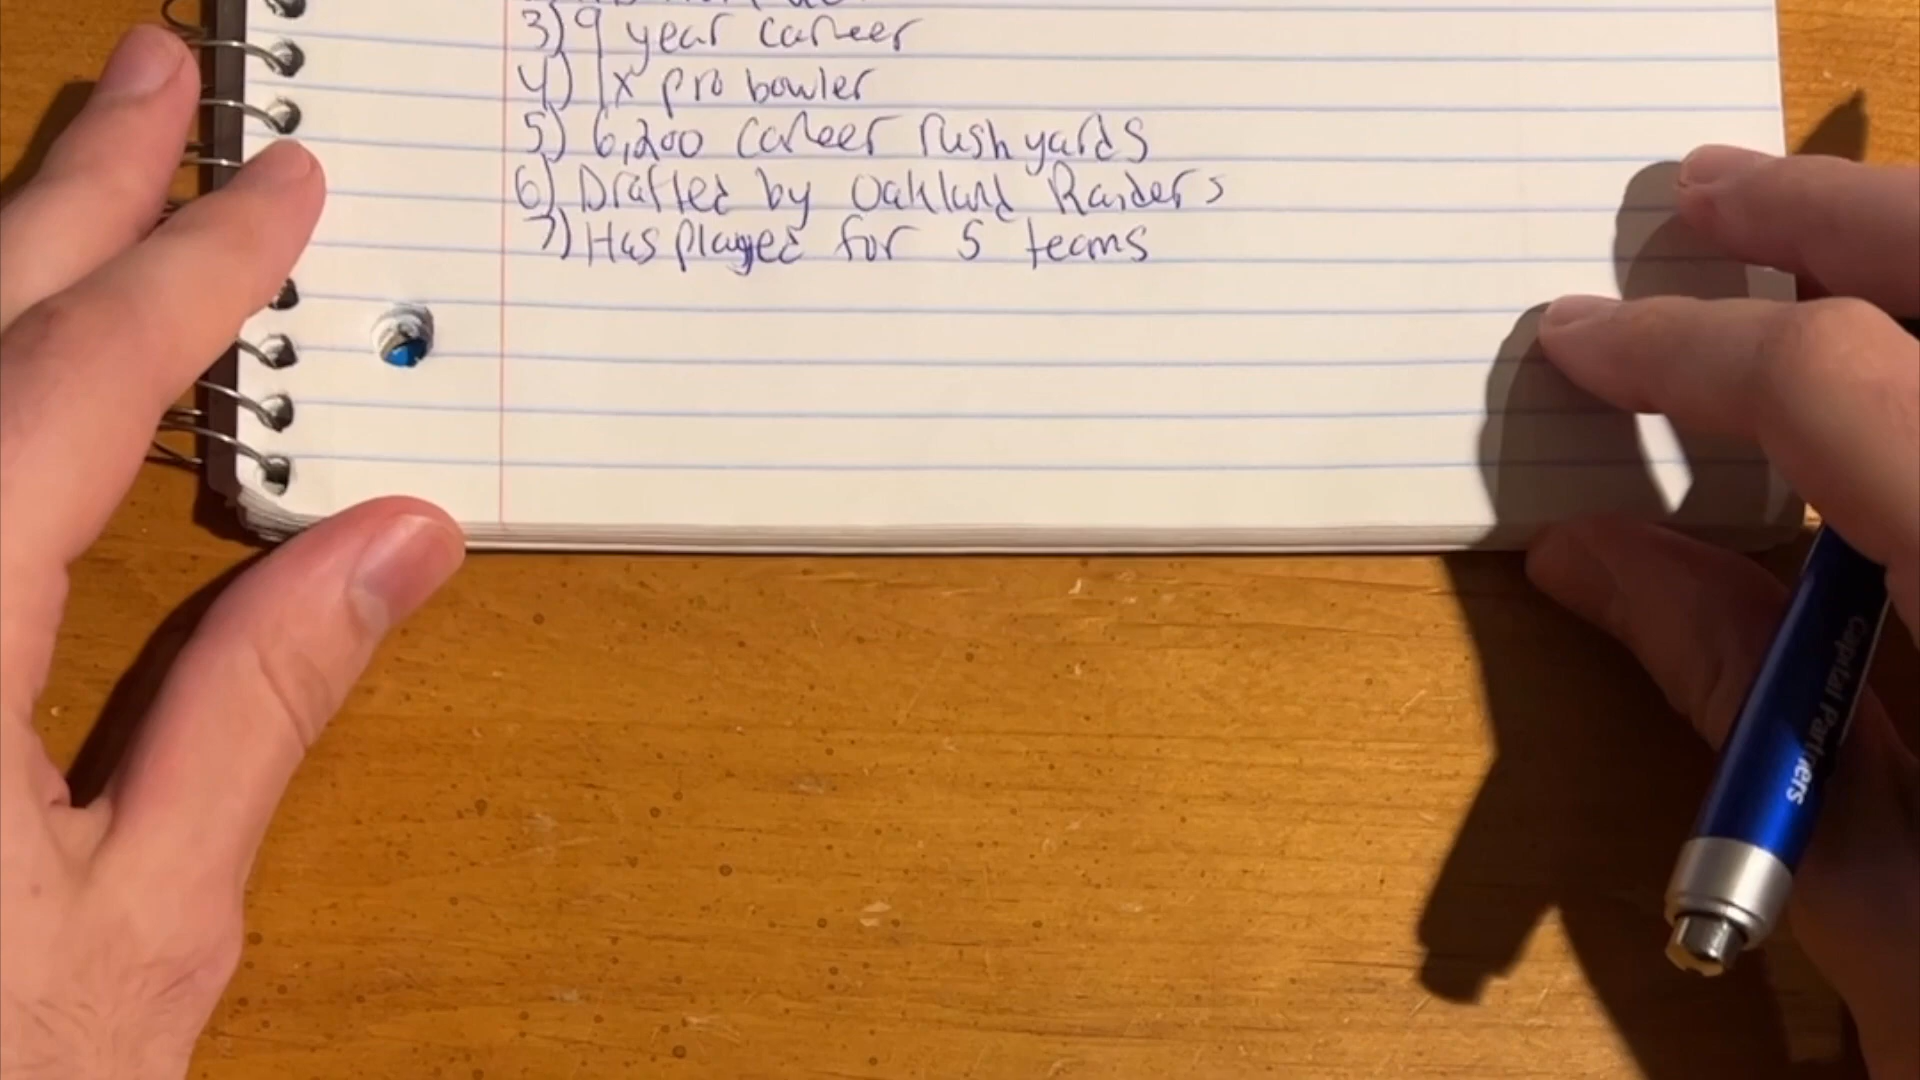 3) 9 year career
4) 1x pro bowler
5) 6,200 career rush yards
6) Drafted by Oakland Raiders
7) Has played for 5 teams
Capital Partners